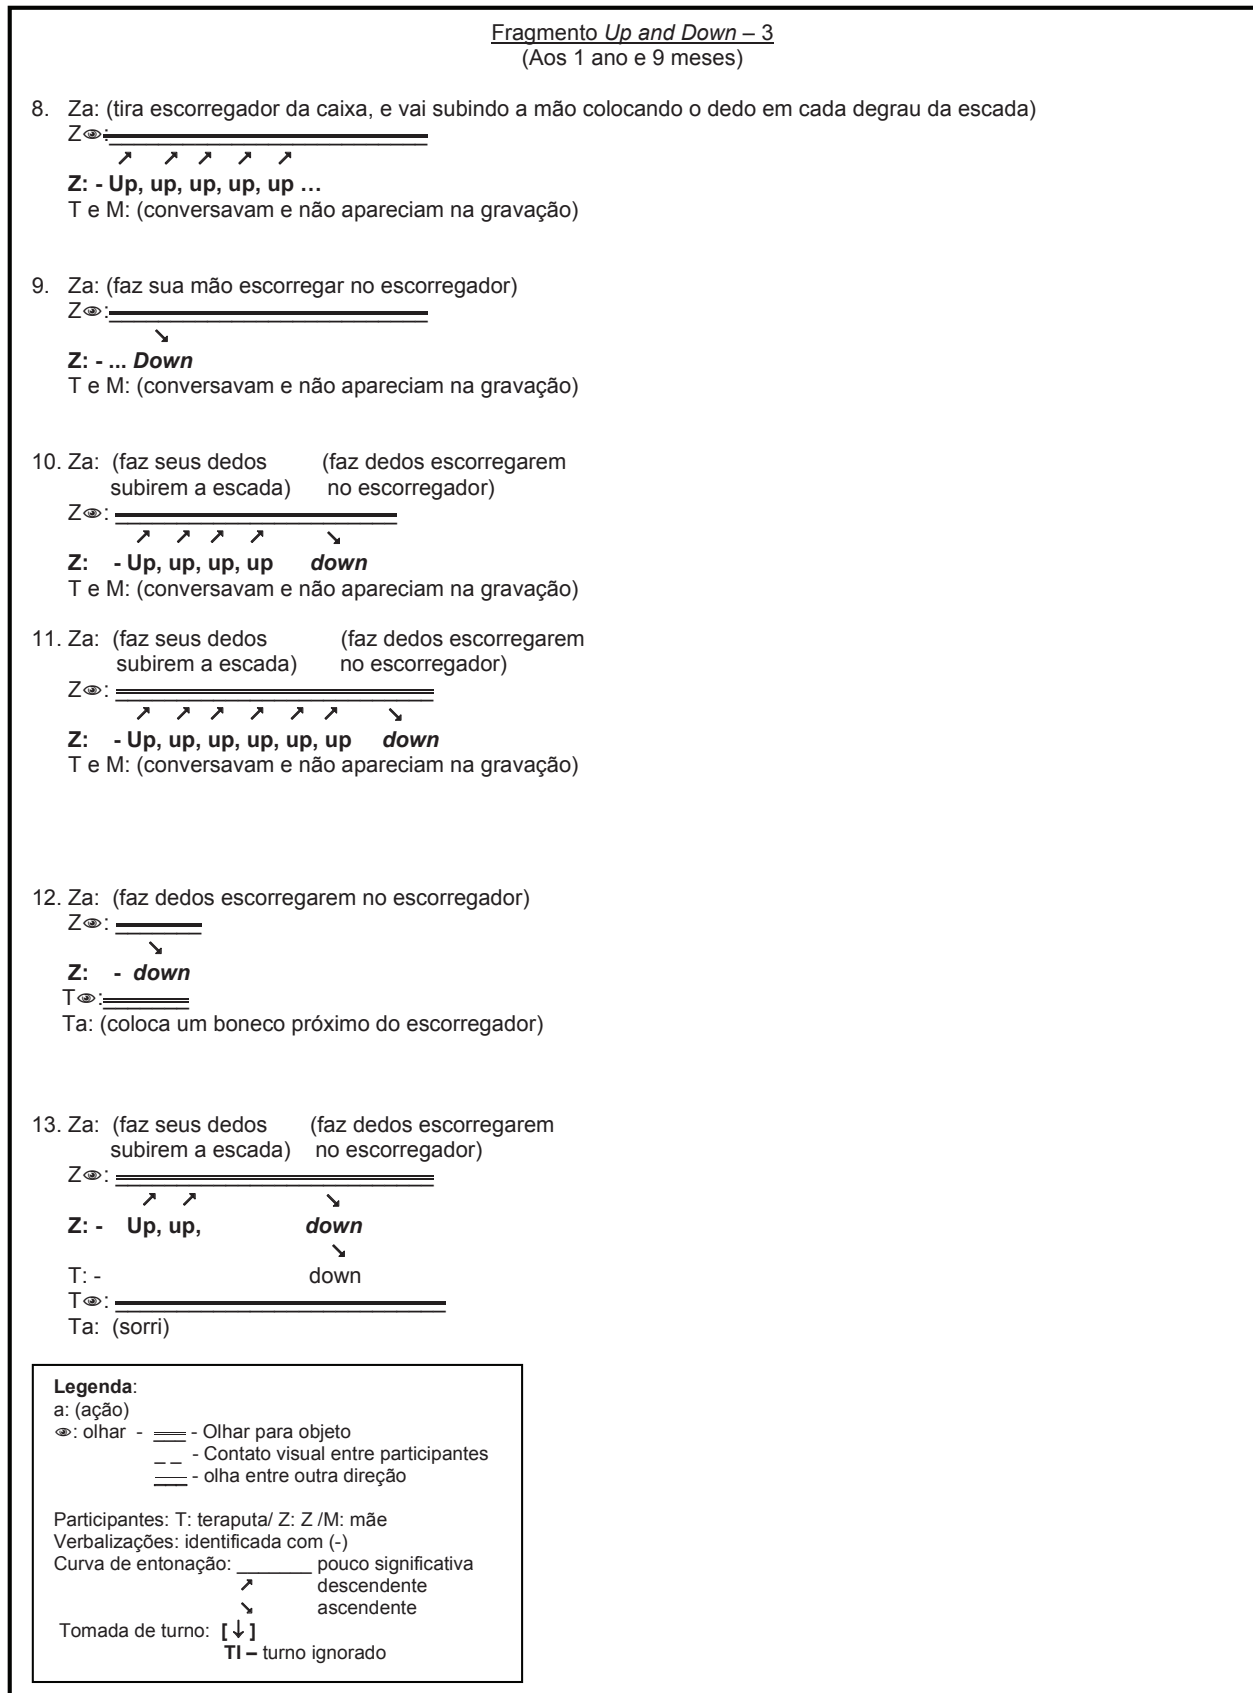 Fragmento Up and Down – 3
(Aos 1 ano e 9 meses)
8. Za: (tira escorregador da caixa, e vai subindo a mão colocando o dedo em cada degrau da escada)
Z👁:
↗ ↗ ↗ ↗ ↗
Z: - Up, up, up, up, up ...
T e M: (conversavam e não apareciam na gravação)
9. Za: (faz sua mão escorregar no escorregador)
Z👁:
↘
Z: - ... Down
T e M: (conversavam e não apareciam na gravação)
10. Za: (faz seus dedos (faz dedos escorregarem
subirem a escada) no escorregador)
Z👁:
↗ ↗ ↗ ↗ ↘
Z: - Up, up, up, up down
T e M: (conversavam e não apareciam na gravação)
11. Za: (faz seus dedos (faz dedos escorregarem
subirem a escada) no escorregador)
Z👁:
↗ ↗ ↗ ↗ ↗ ↗ ↘
Z: - Up, up, up, up, up, up down
T e M: (conversavam e não apareciam na gravação)
12. Za: (faz dedos escorregarem no escorregador)
Z👁:
↘
Z: - down
T👁:
Ta: (coloca um boneco próximo do escorregador)
13. Za: (faz seus dedos (faz dedos escorregarem
subirem a escada) no escorregador)
Z👁:
↗ ↗ ↘
Z: - Up, up, down
↘
T: - down
T👁:
Ta: (sorri)
Legenda:
a: (ação)
👁: olhar - ___ - Olhar para objeto
_ _ - Contato visual entre participantes
___ - olha entre outra direção
Participantes: T: teraputa/ Z: Z /M: mãe
Verbalizações: identificada com (-)
Curva de entonação: _______ pouco significativa
↗ descendente
↘ ascendente
Tomada de turno: [↓]
TI – turno ignorado